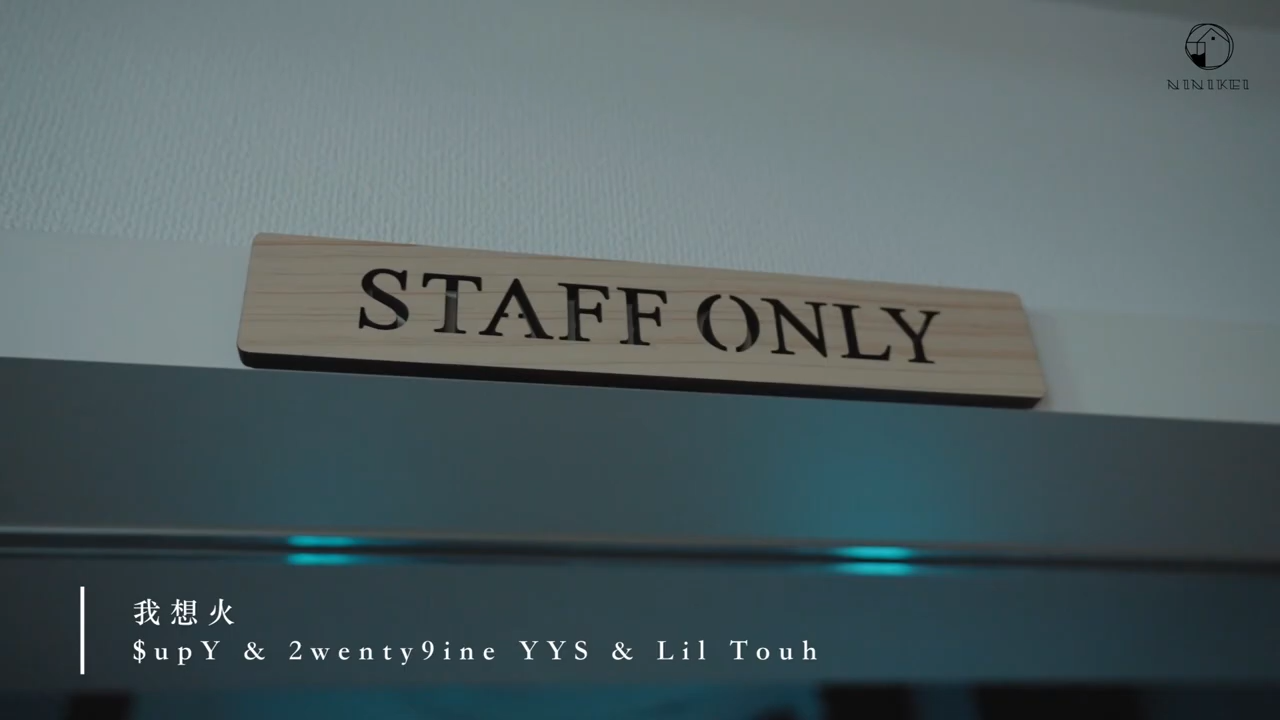 NINIKEI
STAFF ONLY
我想火
$upY & 2wenty9ine YYS & Lil Touh